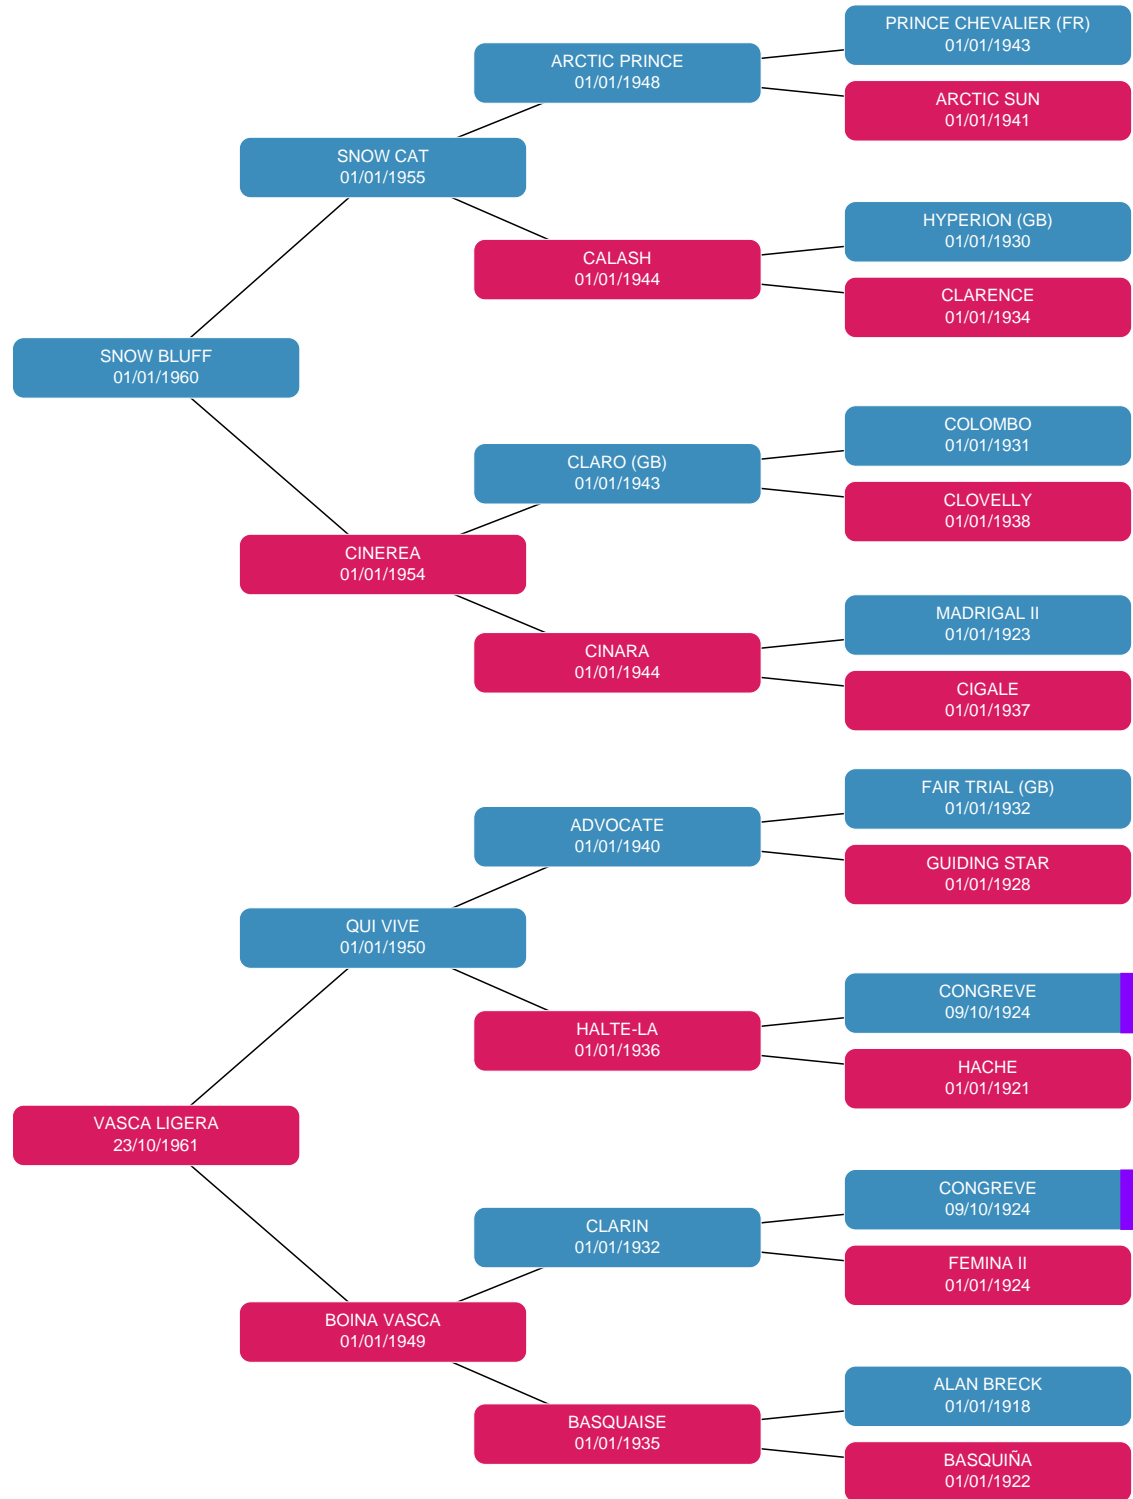 PRINCE CHEVALIER (FR)
01/01/1943
ARCTIC PRINCE
01/01/1948
ARCTIC SUN
01/01/1941
SNOW CAT
01/01/1955
HYPERION (GB)
01/01/1930
CALASH
01/01/1944
CLARENCE
01/01/1934
SNOW BLUFF
01/01/1960
COLOMBO
01/01/1931
CLARO (GB)
01/01/1943
CLOVELLY
01/01/1938
CINEREA
01/01/1954
MADRIGAL II
01/01/1923
CINARA
01/01/1944
CIGALE
01/01/1937
FAIR TRIAL (GB)
01/01/1932
ADVOCATE
01/01/1940
GUIDING STAR
01/01/1928
QUI VIVE
01/01/1950
CONGREVE
09/10/1924
HALTE-LA
01/01/1936
HACHE
01/01/1921
VASCA LIGERA
23/10/1961
CONGREVE
09/10/1924
CLARIN
01/01/1932
FEMINA II
01/01/1924
BOINA VASCA
01/01/1949
ALAN BRECK
01/01/1918
BASQUAISE
01/01/1935
BASQUIÑA
01/01/1922